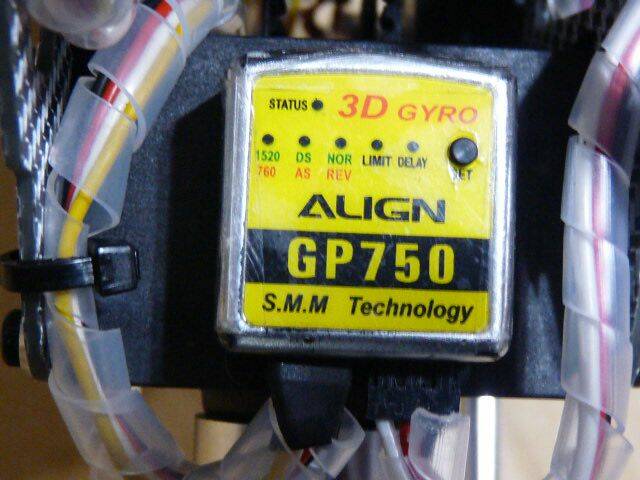 STATUS 3D GYRO
1520 DS NOR LIMIT DELAY
760 AS REV SET
ALIGN
GP750
S.M.M Technology